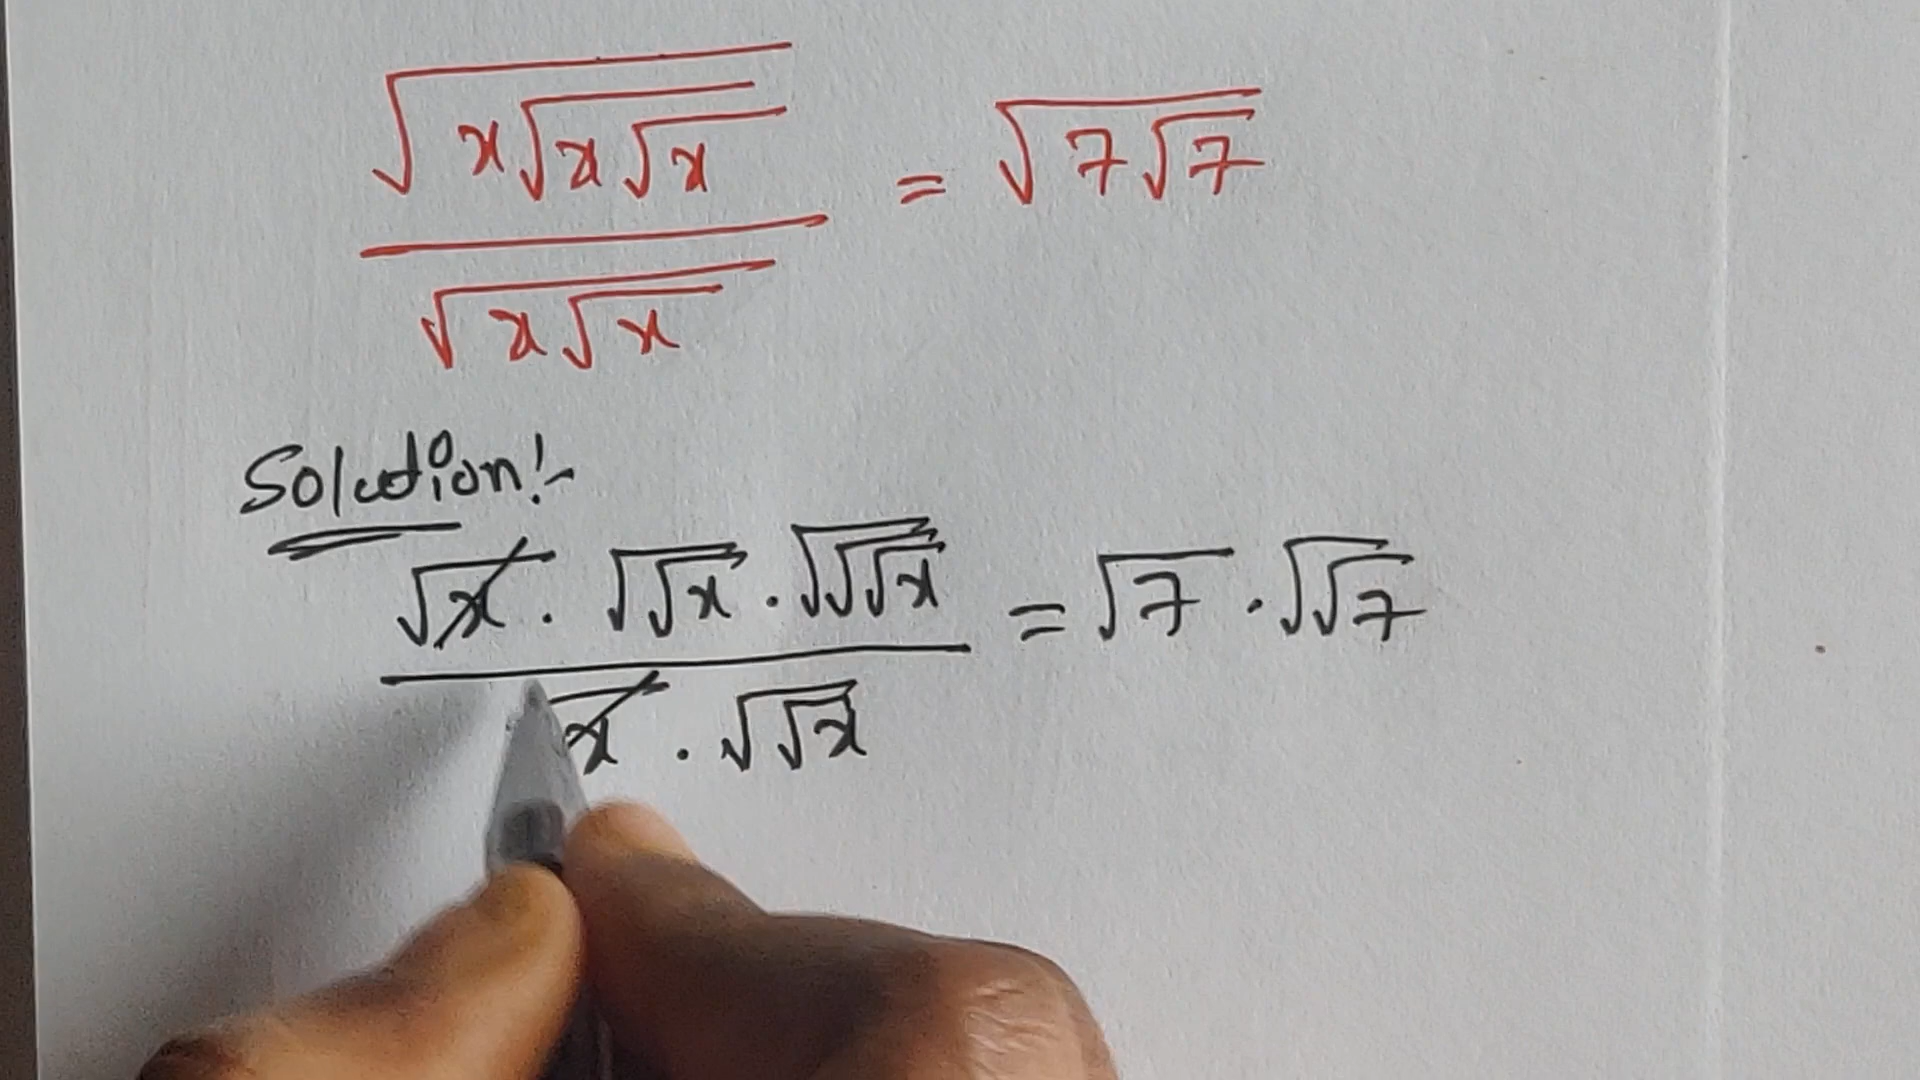 √(x√(x√x)) / √(x√x) = √(7√7)
Solution!-
√x . √√x . √√√x / √x . √√x = √7 . √√7